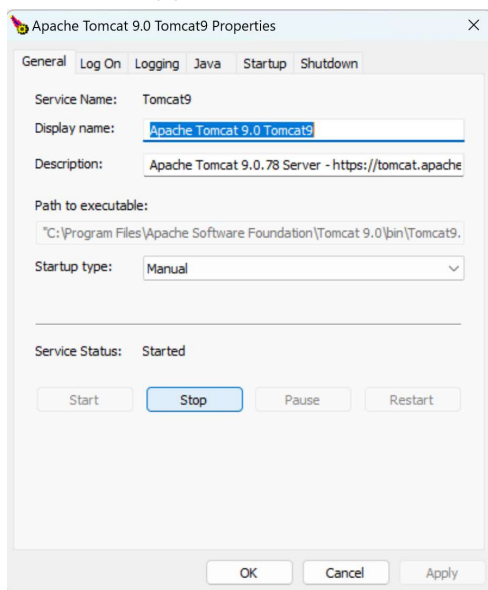 Apache Tomcat 9.0 Tomcat9 Properties
General Log On Logging Java Startup Shutdown
Service Name: Tomcat9
Display name: Apache Tomcat 9.0 Tomcat9
Description: Apache Tomcat 9.0.78 Server - https://tomcat.apache
Path to executable:
"C:\Program Files\Apache Software Foundation\Tomcat 9.0\bin\Tomcat9.
Startup type: Manual
Service Status: Started
Start Stop Pause Restart
OK Cancel Apply